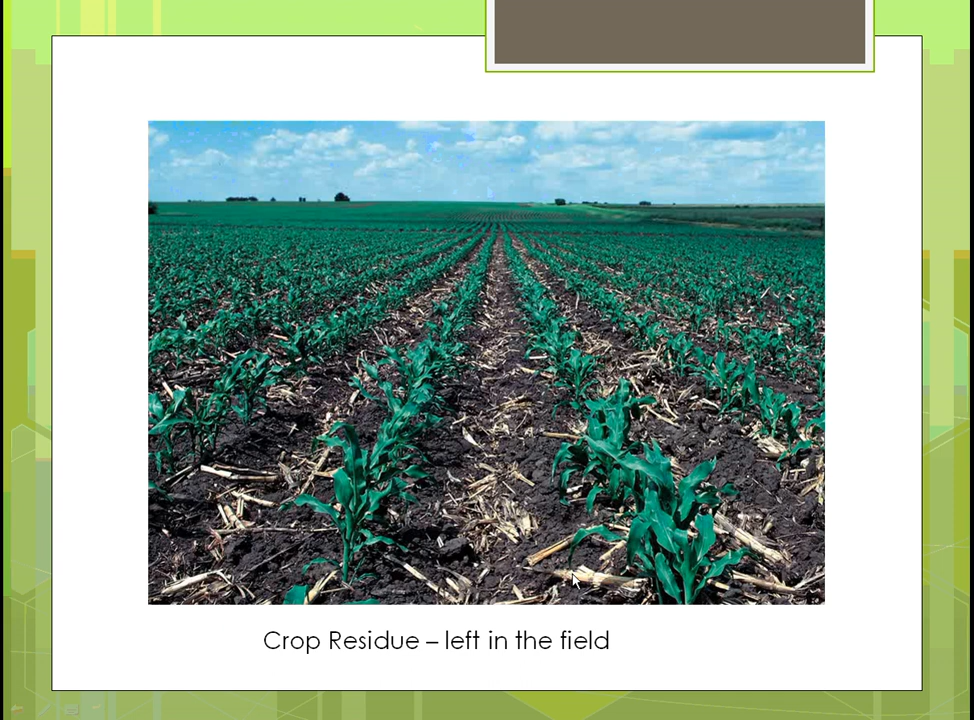 Crop Residue – left in the field